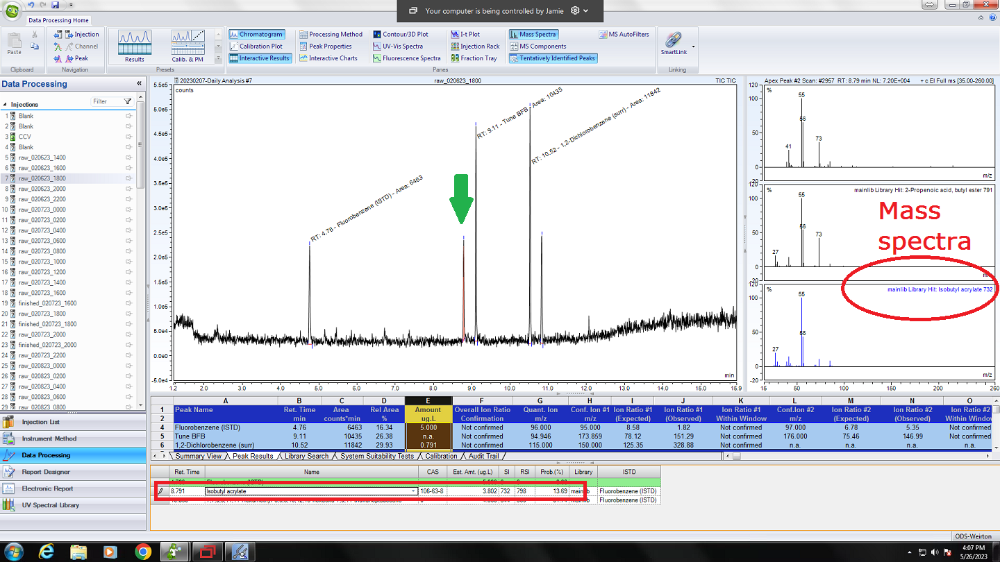 Your computer is being controlled by Jamie
Data Processing Home
Paste
Clipboard
Injection
Channel
Peak
Navigation
Results
Calib. & PM
Presets
Chromatogram
Calibration Plot
Interactive Results
Processing Method
Peak Properties
Interactive Charts
Contour/3D Plot
UV-Vis Spectra
Fluorescence Spectra
I-t Plot
Injection Rack
Fraction Tray
Mass Spectra
MS Components
Tentatively Identified Peaks
MS AutoFilters
Panes
SmartLink
Linking
Data Processing «
Injections
Filter
1 Blank
2 Blank
3 CCV
4 Blank
5 raw_020623_1400
6 raw_020623_1600
7 raw_020623_1800
8 raw_020623_2000
9 raw_020623_2200
10 raw_020723_0000
11 raw_020723_0200
12 raw_020723_0400
13 raw_020723_0600
14 raw_020723_0800
15 raw_020723_1000
16 raw_020723_1200
17 raw_020723_1400
18 raw_020723_1600
19 finished_020723_1600
20 raw_020723_1800
21 finished_020723_1800
22 raw_020723_2000
23 finished_020723_2000
24 raw_020723_2200
25 raw_020823_0000
26 raw_020823_0200
27 raw_020823_0400
28 raw_020823_0600
29 raw_020823_0800
Injection List
Instrument Method
Data Processing
Report Designer
Electronic Report
UV Spectral Library
20230207-Daily Analysis #7 raw_020623_1800 TIC TIC
counts
5.5e5
5.0e5
4.5e5
4.0e5
3.5e5
3.0e5
2.5e5
2.0e5
1.5e5
1.0e5
5.0e4
0.0e0
-5.0e4
RT: 4.76 - Fluorobenzene (ISTD) - Area: 6463
RT: 9.11 - Tune BFB - Area: 10435
RT: 10.52 - 1,2-Dichlorobenzene (surr) - Area: 11842
min
1.2 2.0 3.0 4.0 5.0 6.0 7.0 8.0 9.0 10.0 11.0 12.0 13.0 14.0 15.9
Apex Peak #2 Scan: #2957 RT: 8.79 min NL: 7.20E+004 + c EI Full ms [35.00-260.00]
120
100
80
60
40
20
0
-20
%
55
56
73
41
m/z
mainlib Library Hit: 2-Propenoic acid, butyl ester 791
120
100
80
60
40
20
0
-20
%
55
56
73
27
Mass
spectra
mainlib Library Hit: Isobutyl acrylate 732
120
100
80
60
40
20
0
-20
%
55
56
27
m/z
15 50 100 150 200 260
A B C D E F G H I J K L M N O
1 Peak Name Ret. Time Area Rel Area Amount Overall Ion Ratio Quant. Ion Conf. Ion #1 Ion Ratio #1 Ion Ratio #1 Ion Ratio #1 Conf.Ion #2 Ion Ratio #2 Ion Ratio #2 Ion Ratio #2
2 min counts*min % ug.L Confirmation m/z m/z (Expected) (Observed) Within Window m/z (Expected) (Observed) Within Window
4 Fluorobenzene (ISTD) 4.76 6463 16.34 5.000 Not confirmed 96.000 95.000 8.58 1.82 Not confirmed 97.000 6.78 5.35 Not confirmed
5 Tune BFB 9.11 10435 26.38 n.a. Not confirmed 94.946 173.859 78.12 151.29 Not confirmed 176.000 75.46 146.99 Not confirmed
6 1,2-Dichlorobenzene (surr) 10.52 11842 29.93 0.791 Not confirmed 115.000 150.000 125.35 328.88 Not confirmed n.a. n.a. n.a. n.a.
Summary View Peak Results Library Search System Suitability Tests Calibration Audit Trail
Ret. Time Name CAS Est. Amt. (ug.L) SI RSI Prob.(%) Library ISTD
8.791 Isobutyl acrylate 106-63-8 3.802 732 798 13.69 mainlib Fluorobenzene (ISTD)
Fluorobenzene (ISTD)
ODS-Weirton
4:07 PM
5/26/2023